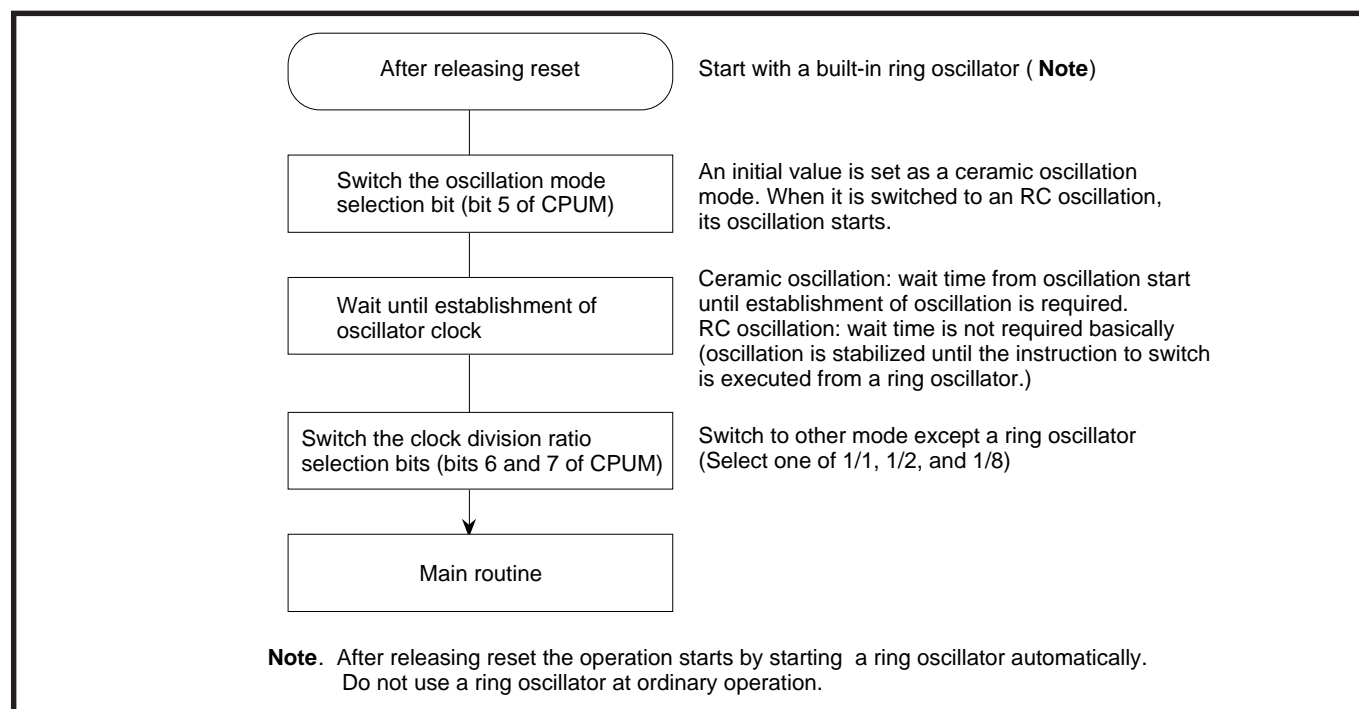 After releasing reset
Start with a built-in ring oscillator ( Note)
Switch the oscillation mode
selection bit (bit 5 of CPUM)
An initial value is set as a ceramic oscillation
mode. When it is switched to an RC oscillation,
its oscillation starts.
Wait until establishment of
oscillator clock
Ceramic oscillation: wait time from oscillation start
until establishment of oscillation is required.
RC oscillation: wait time is not required basically
(oscillation is stabilized until the instruction to switch
is executed from a ring oscillator.)
Switch the clock division ratio
selection bits (bits 6 and 7 of CPUM)
Switch to other mode except a ring oscillator
(Select one of 1/1, 1/2, and 1/8)
Main routine
Note. After releasing reset the operation starts by starting a ring oscillator automatically.
Do not use a ring oscillator at ordinary operation.